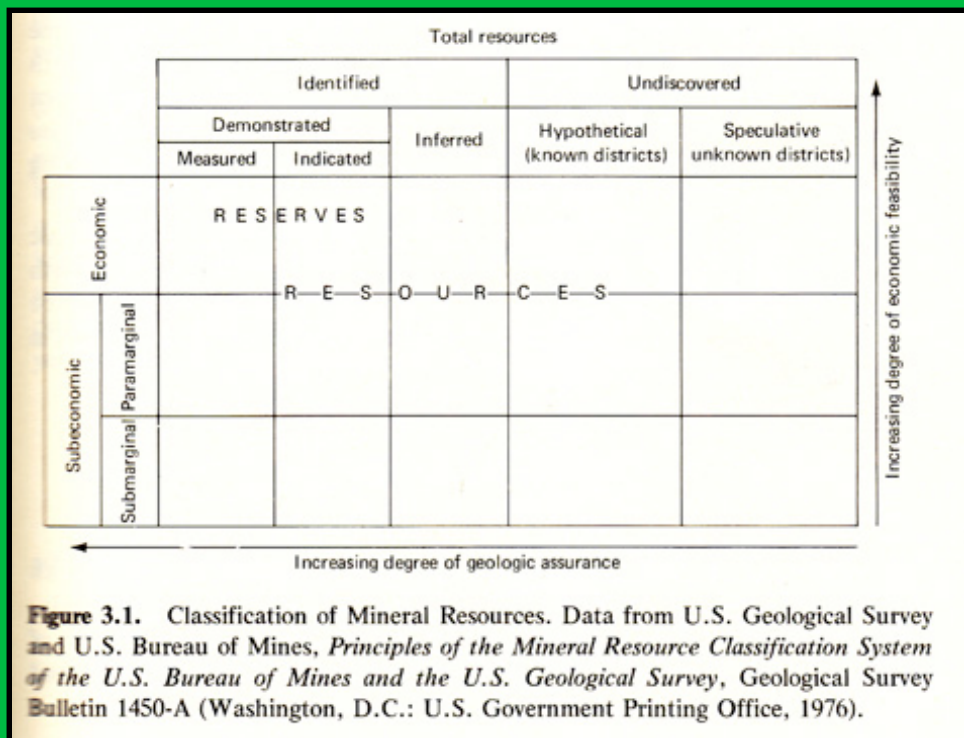 Total resources
Identified
Undiscovered
Demonstrated
Inferred
Hypothetical
(known districts)
Speculative
unknown districts)
Measured
Indicated
Economic
RESERVES
R—E—S—O—U—R—C—E—S
Subeconomic
Paramarginal
Submarginal
Increasing degree of economic feasibility
Increasing degree of geologic assurance
Figure 3.1. Classification of Mineral Resources. Data from U.S. Geological Survey
and U.S. Bureau of Mines, Principles of the Mineral Resource Classification System
of the U.S. Bureau of Mines and the U.S. Geological Survey, Geological Survey
Bulletin 1450-A (Washington, D.C.: U.S. Government Printing Office, 1976).